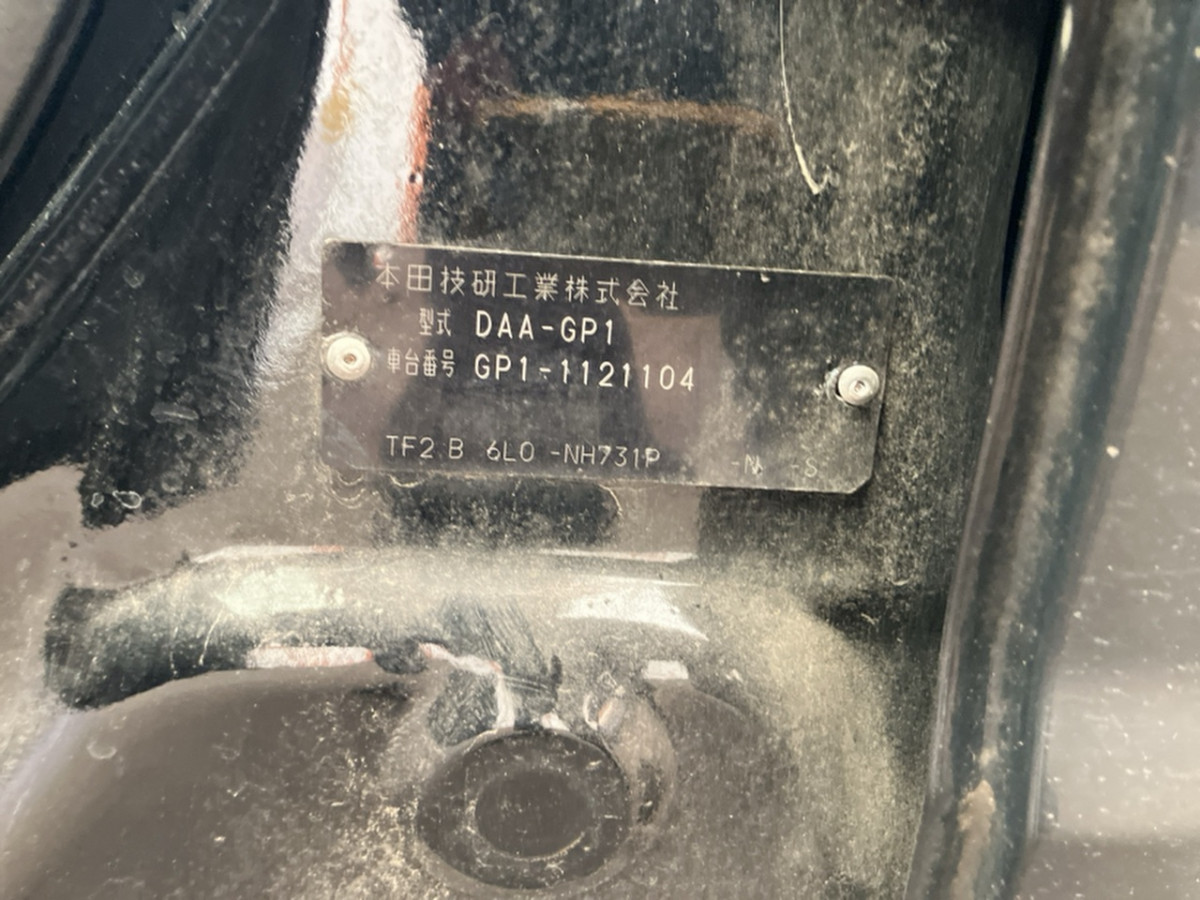 本田技研工業株式会社
型式 DAA-GP1
車台番号 GP1-1121104
TF2 B 6L0 -NH731P -N -S